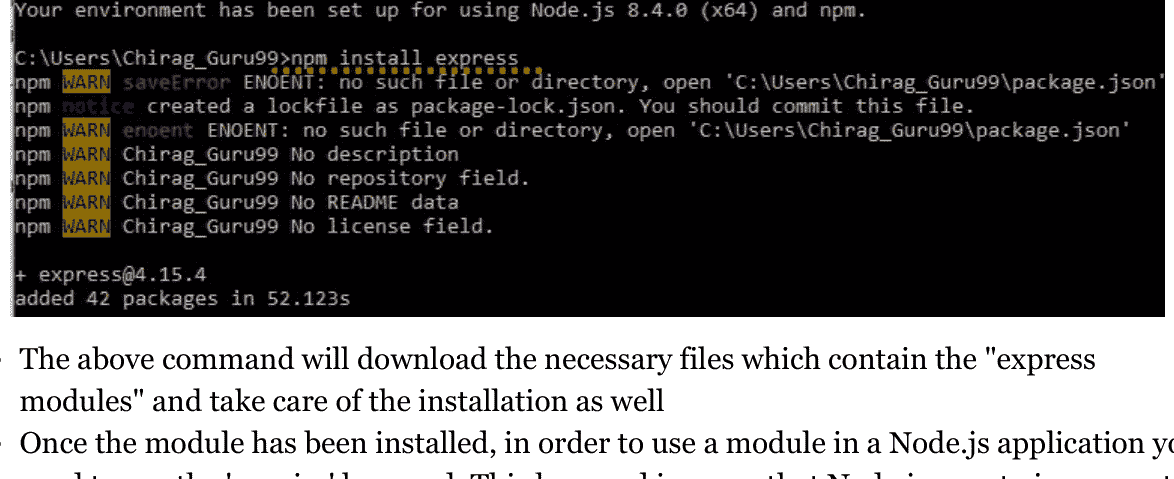 Your environment has been set up for using Node.js 8.4.0 (x64) and npm.
C:\Users\Chirag_Guru99>npm install express
npm WARN saveError ENOENT: no such file or directory, open 'C:\Users\Chirag_Guru99\package.json'
npm notice created a lockfile as package-lock.json. You should commit this file.
npm WARN enoent ENOENT: no such file or directory, open 'C:\Users\Chirag_Guru99\package.json'
npm WARN Chirag_Guru99 No description
npm WARN Chirag_Guru99 No repository field.
npm WARN Chirag_Guru99 No README data
npm WARN Chirag_Guru99 No license field.
+ express@4.15.4
added 42 packages in 52.123s
The above command will download the necessary files which contain the "express
modules" and take care of the installation as well
Once the module has been installed, in order to use a module in a Node.js application